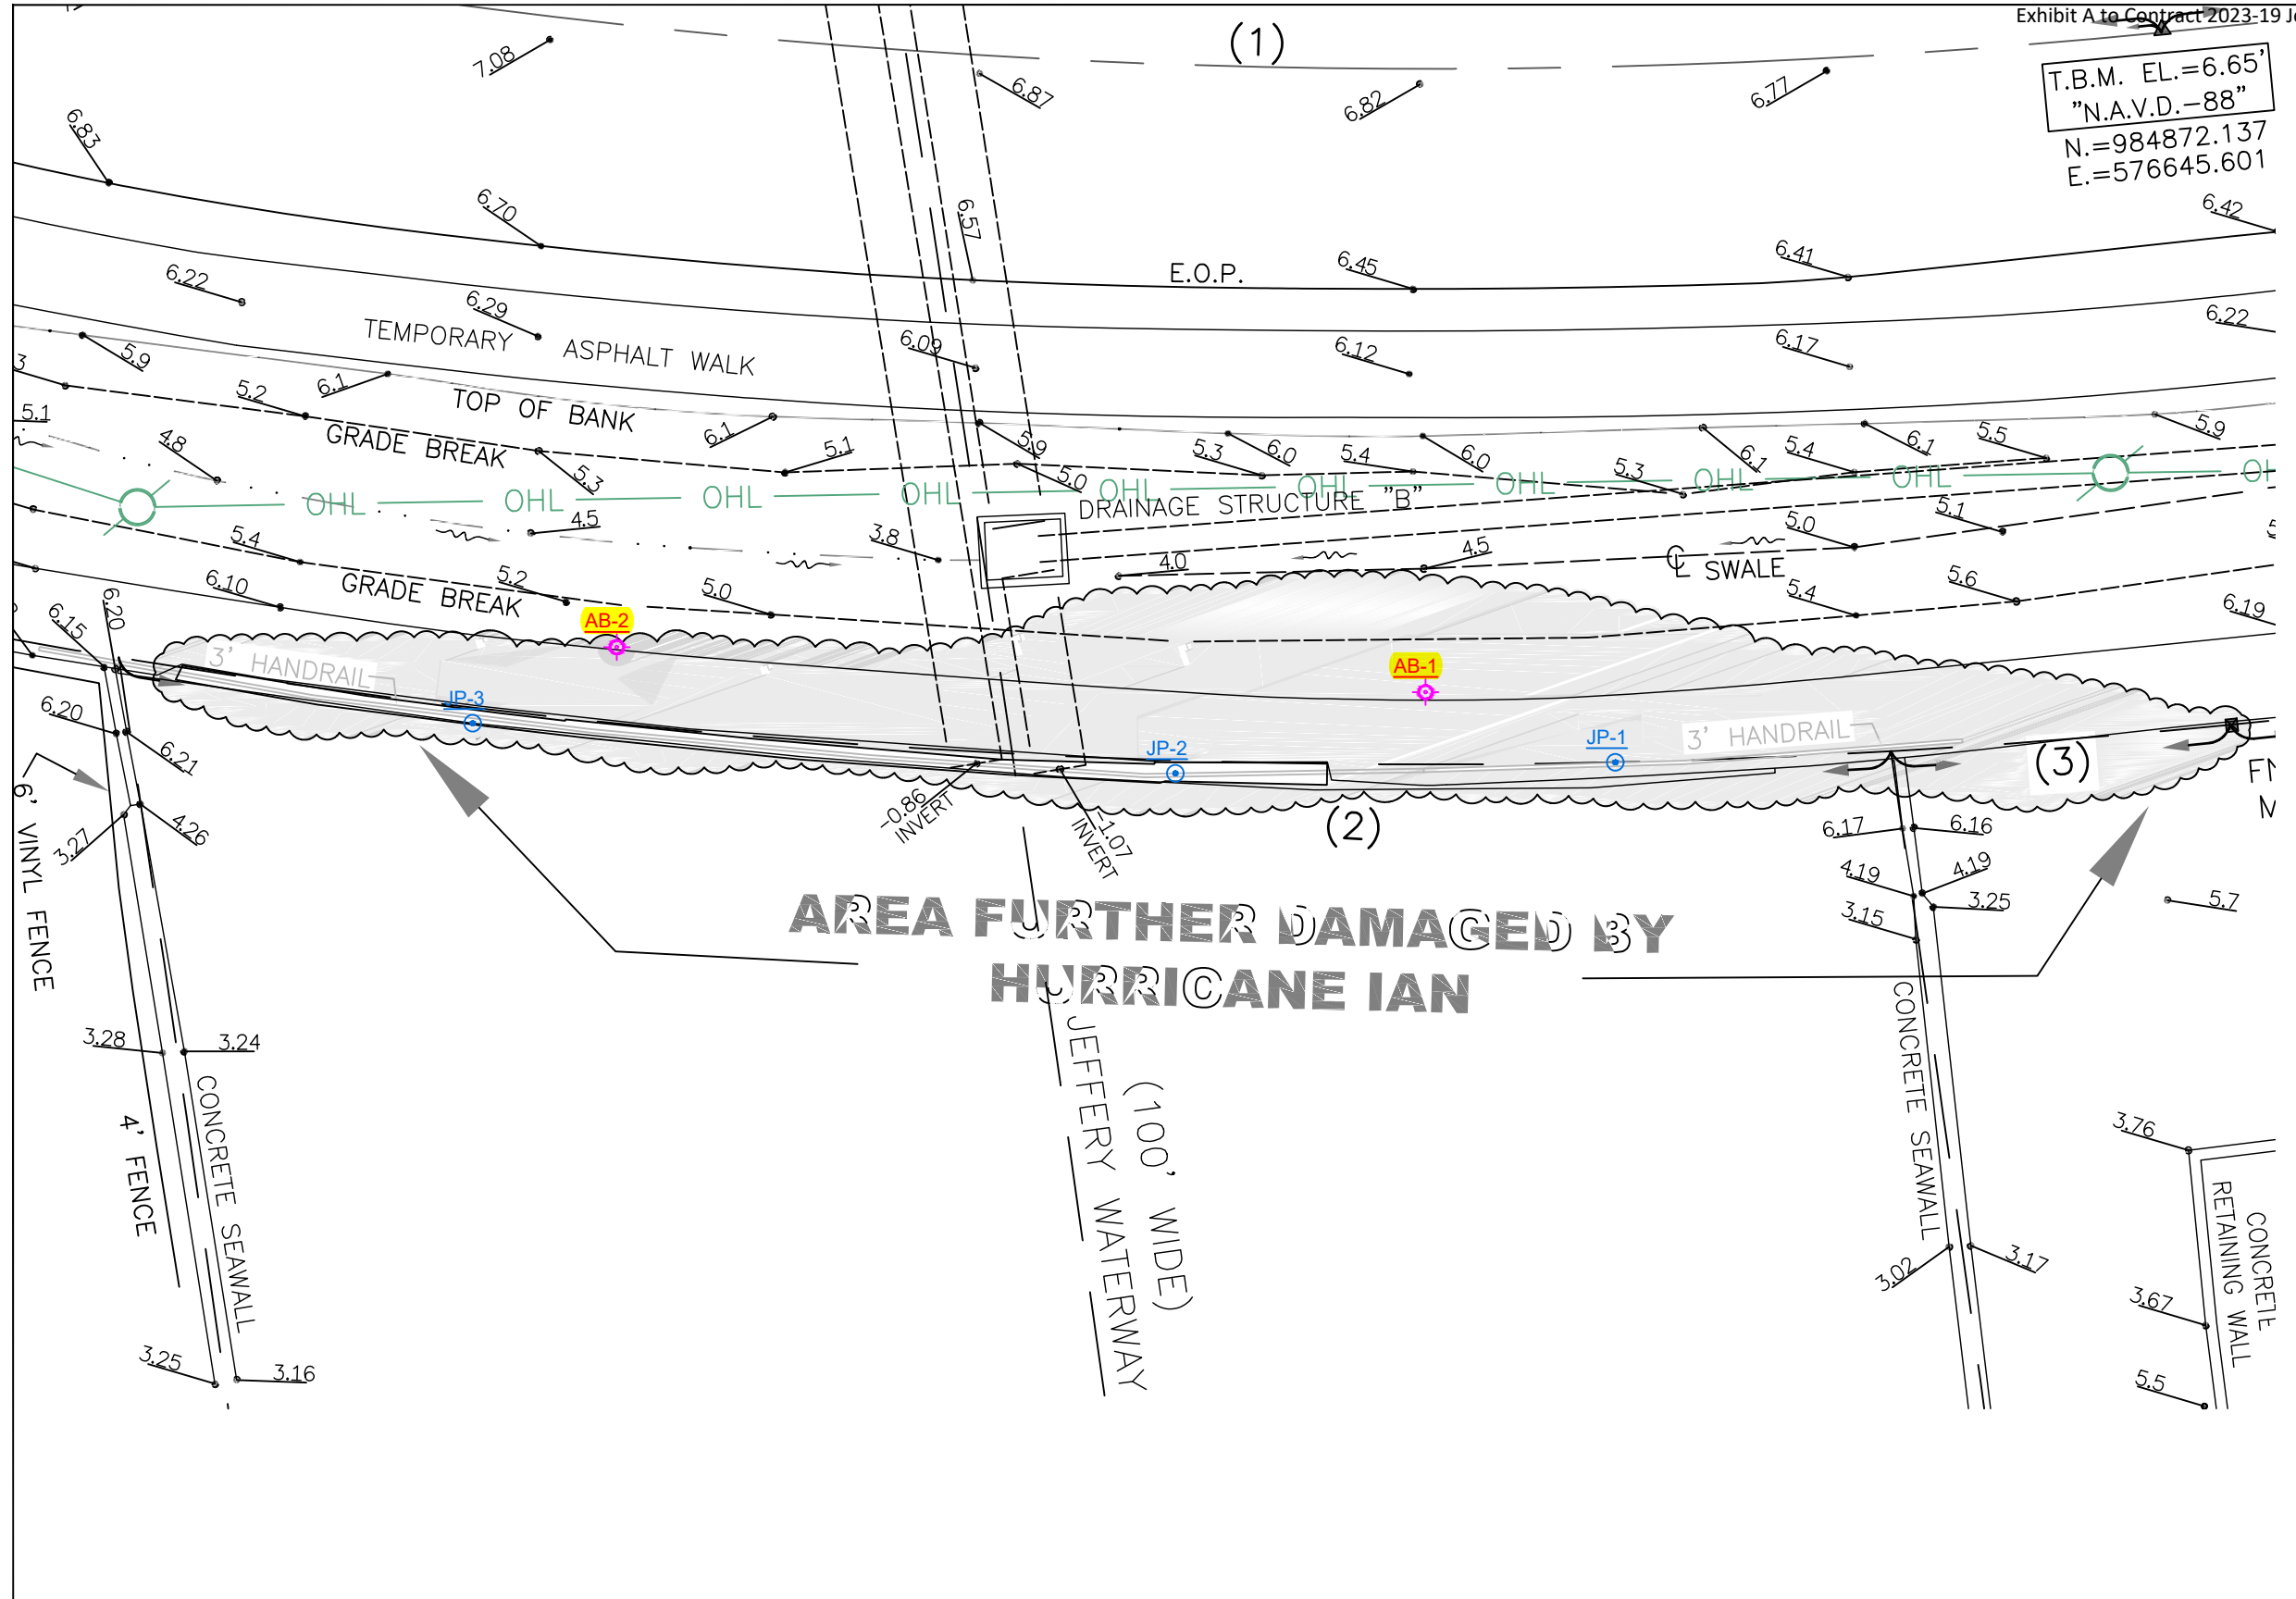 Exhibit A to Contract 2023-19
(1)
T.B.M. EL.=6.65'
"N.A.V.D.-88"
N.=984872.137
E.=576645.601
7.08
6.87
6.82
6.77
6.83
6.70
6.57
E.O.P.
6.45
6.41
6.42
6.22
6.29
TEMPORARY ASPHALT WALK
6.09
6.12
6.17
6.22
5.9
5.2
6.1
TOP OF BANK
6.1
5.1
5.9
5.3
6.0
5.4
6.0
5.3
6.1
5.4
6.1
5.5
5.9
5.1
4.8
GRADE BREAK
5.3
5.0
OHL OHL OHL OHL OHL OHL OHL OHL OHL
DRAINAGE STRUCTURE "B"
4.5
3.8
4.0
4.5
℄ SWALE
5.0
5.1
5.4
6.10
GRADE BREAK
5.2
5.0
5.4
5.6
6.19
6.15
6.20
AB-2
AB-1
3' HANDRAIL
JP-3
JP-2
JP-1
3' HANDRAIL
(3)
6.20
6.21
-0.86
INVERT
-1.07
INVERT
(2)
6' VINYL FENCE
3.27
4.26
6.17
6.16
4.19
4.19
3.15
3.25
5.7
AREA FURTHER DAMAGED BY
HURRICANE IAN
3.28
3.24
CONCRETE SEAWALL
4' FENCE
3.25
3.16
JEFFERY WATERWAY
(100' WIDE)
CONCRETE SEAWALL
3.02
3.17
3.76
CONCRETE
RETAINING WALL
3.67
5.5